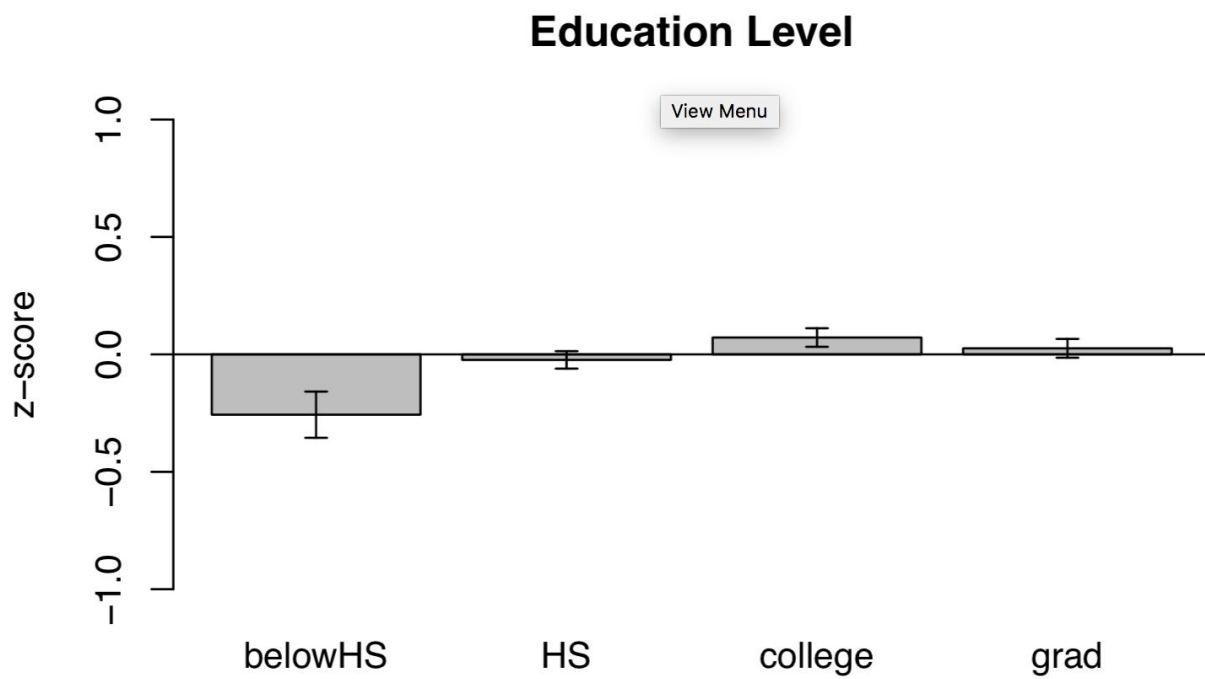 Education Level
View Menu
1.0
0.5
0.0
−0.5
−1.0
z−score
belowHS HS college grad